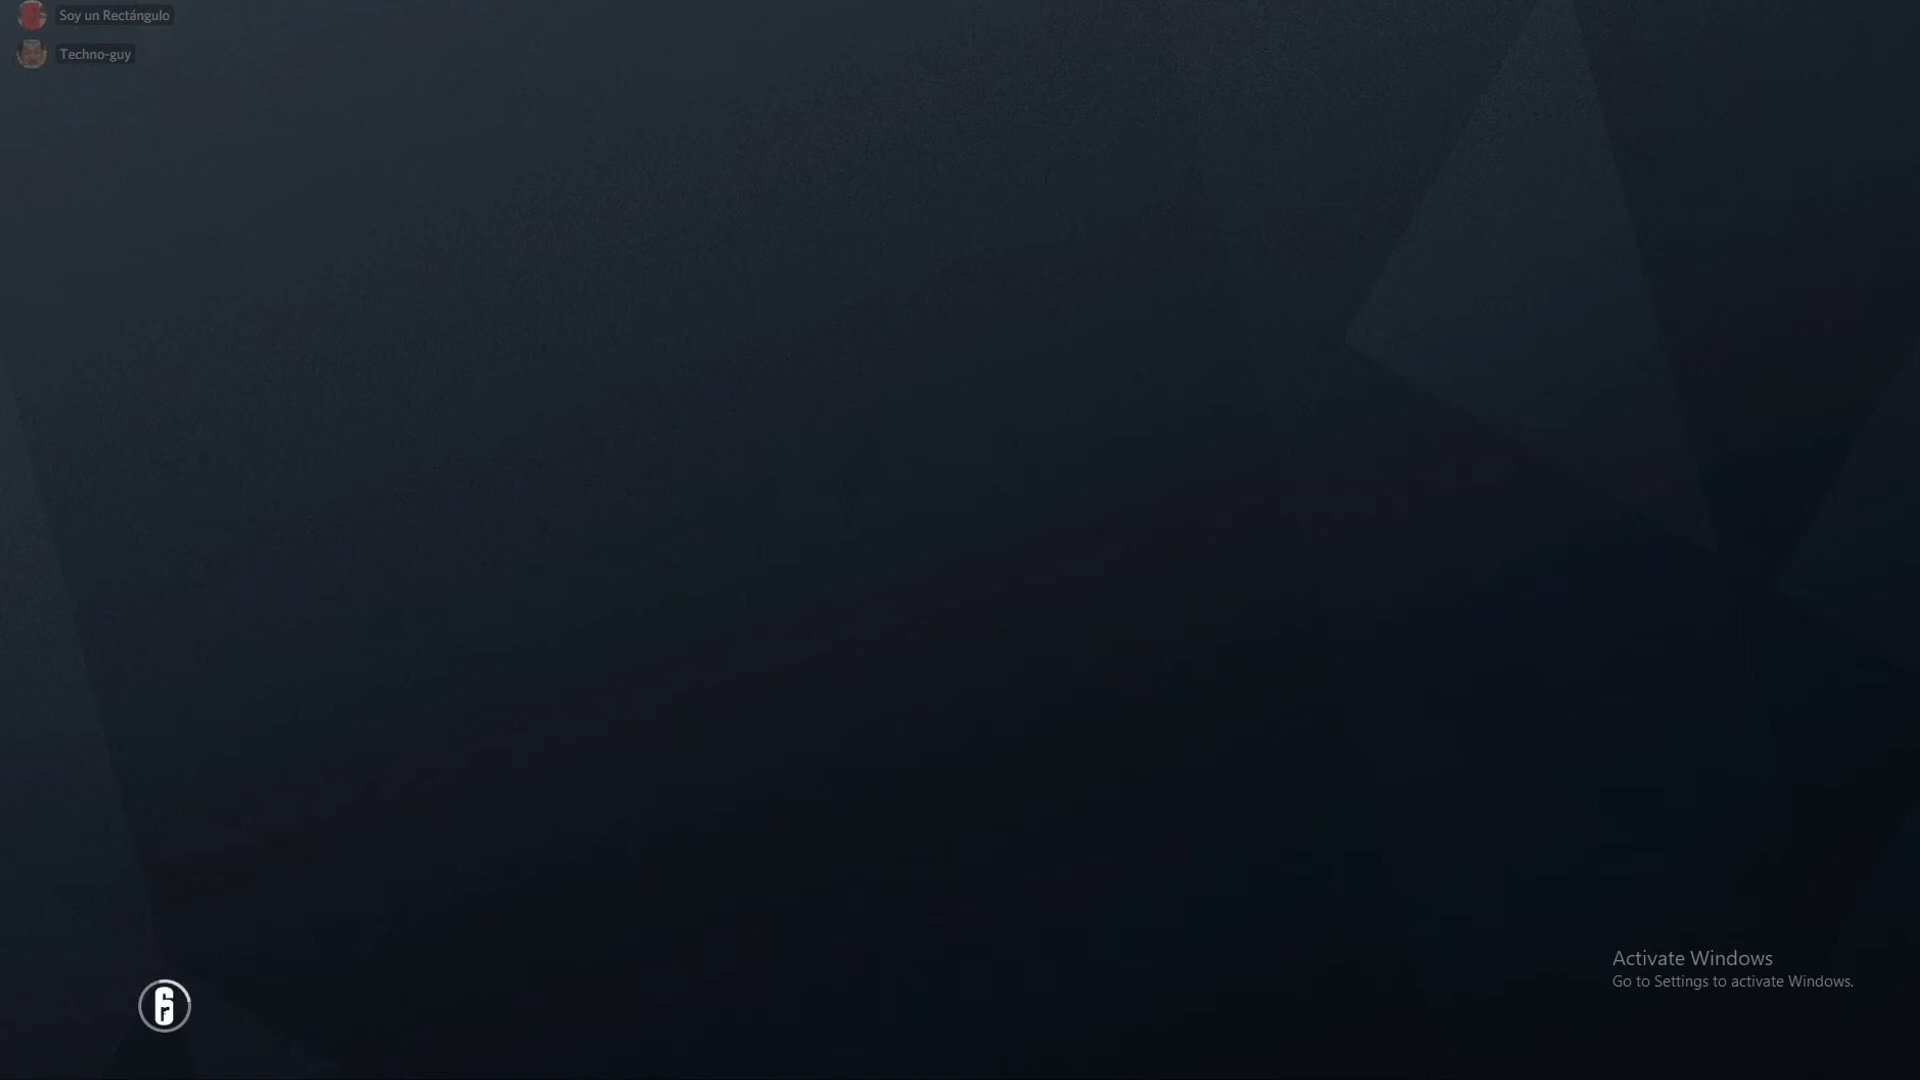 Soy un Rectángulo
Techno-guy
Activate Windows
Go to Settings to activate Windows.